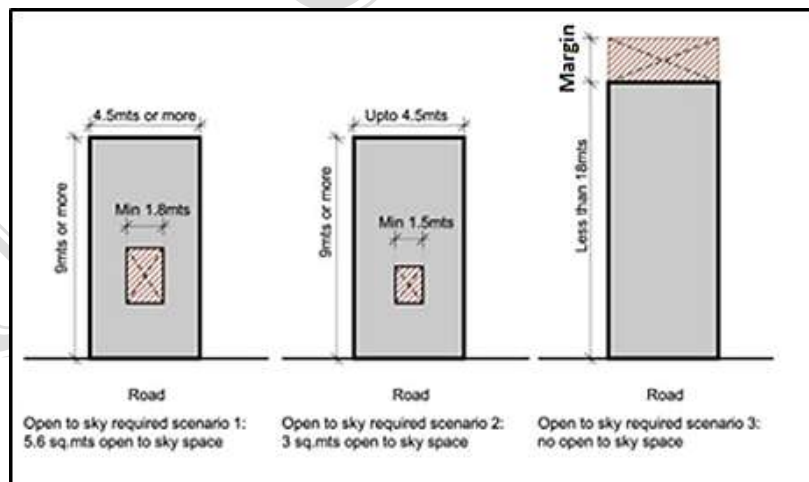 4.5mts or more
9mts or more
Min 1.8mts
Road
Open to sky required scenario 1:
5.6 sq.mts open to sky space
Upto 4.5mts
9mts or more
Min 1.5mts
Road
Open to sky required scenario 2:
3 sq.mts open to sky space
Margin
Less than 18mts
Road
Open to sky required scenario 3:
no open to sky space